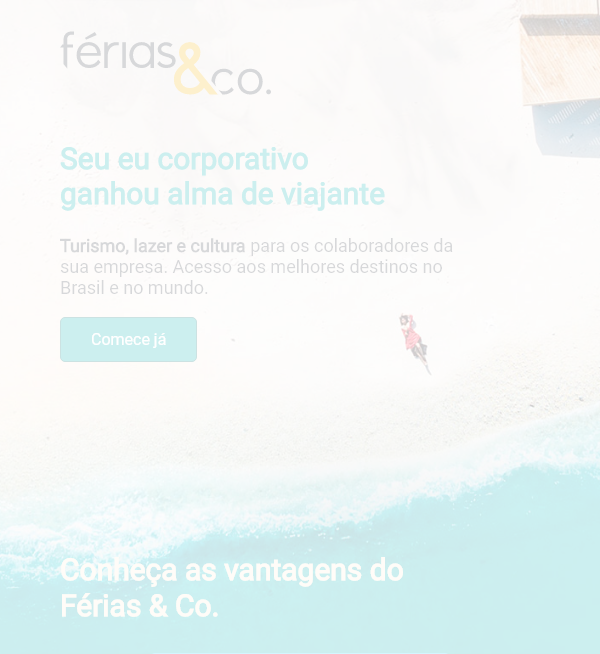 férias&co.
Seu eu corporativo
ganhou alma de viajante
Turismo, lazer e cultura para os colaboradores da
sua empresa. Acesso aos melhores destinos no
Brasil e no mundo.
Comece já
Conheça as vantagens do
Férias & Co.